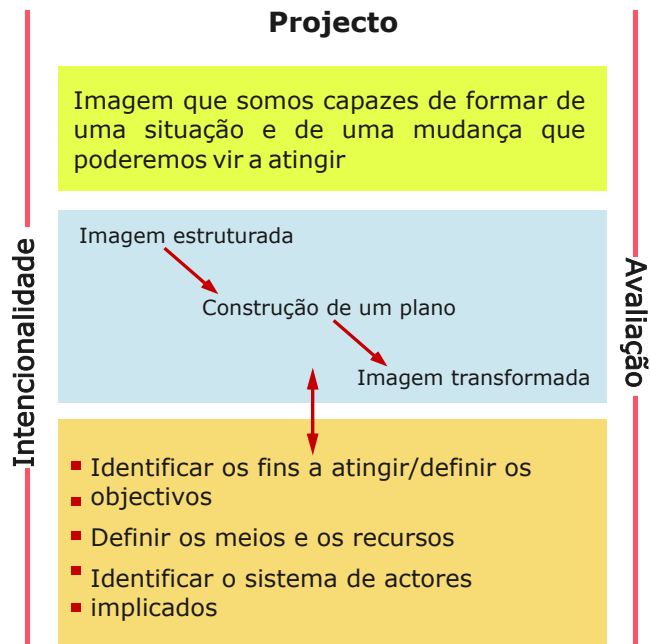 Projecto
Imagem que somos capazes de formar de
uma situação e de uma mudança que
poderemos vir a atingir
Intencionalidade
Imagem estruturada
Construção de um plano
Imagem transformada
Avaliação
Identificar os fins a atingir/definir os
objectivos
Definir os meios e os recursos
Identificar o sistema de actores
implicados